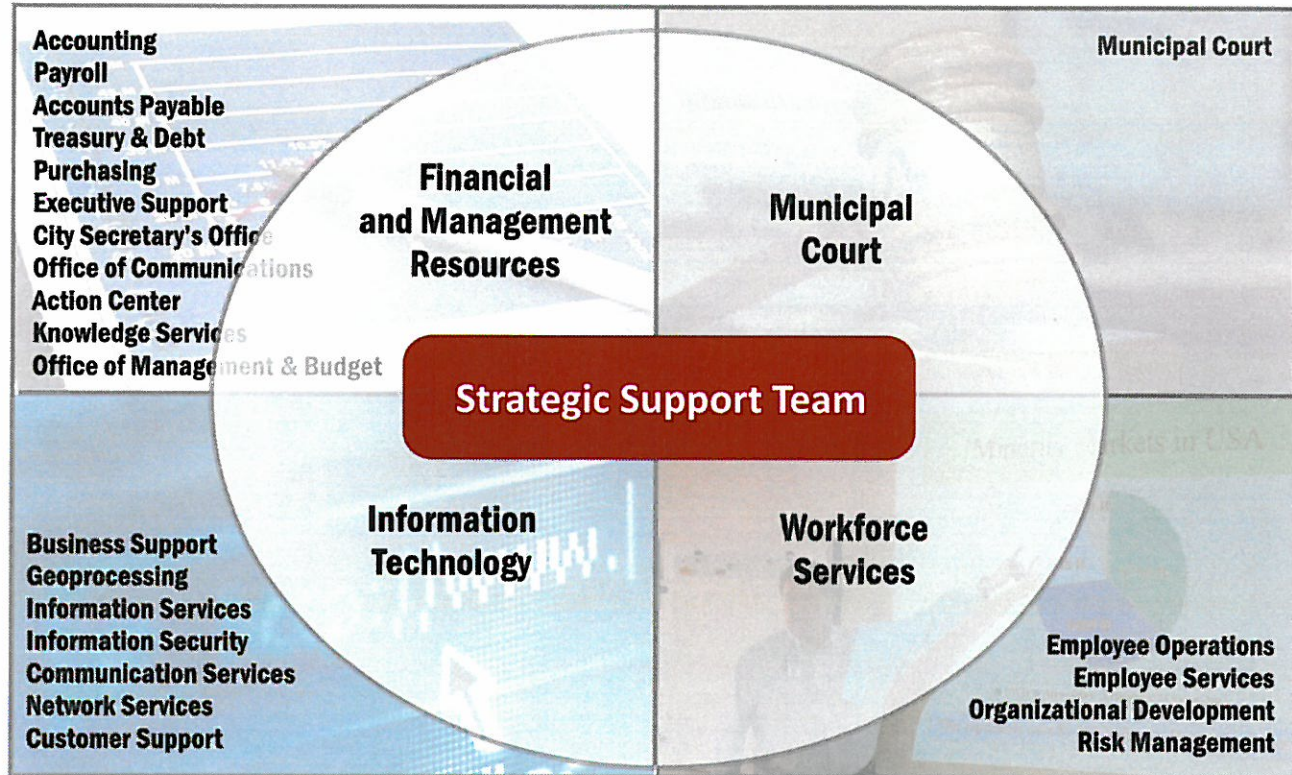 Accounting
Payroll
Accounts Payable
Treasury & Debt
Purchasing
Executive Support
City Secretary's Office
Office of Communications
Action Center
Knowledge Services
Office of Management & Budget
Financial
and Management
Resources
Municipal Court
Municipal
Court
Strategic Support Team
Information
Technology
Business Support
Geoprocessing
Information Services
Information Security
Communication Services
Network Services
Customer Support
Workforce
Services
Employee Operations
Employee Services
Organizational Development
Risk Management
www.
in USA